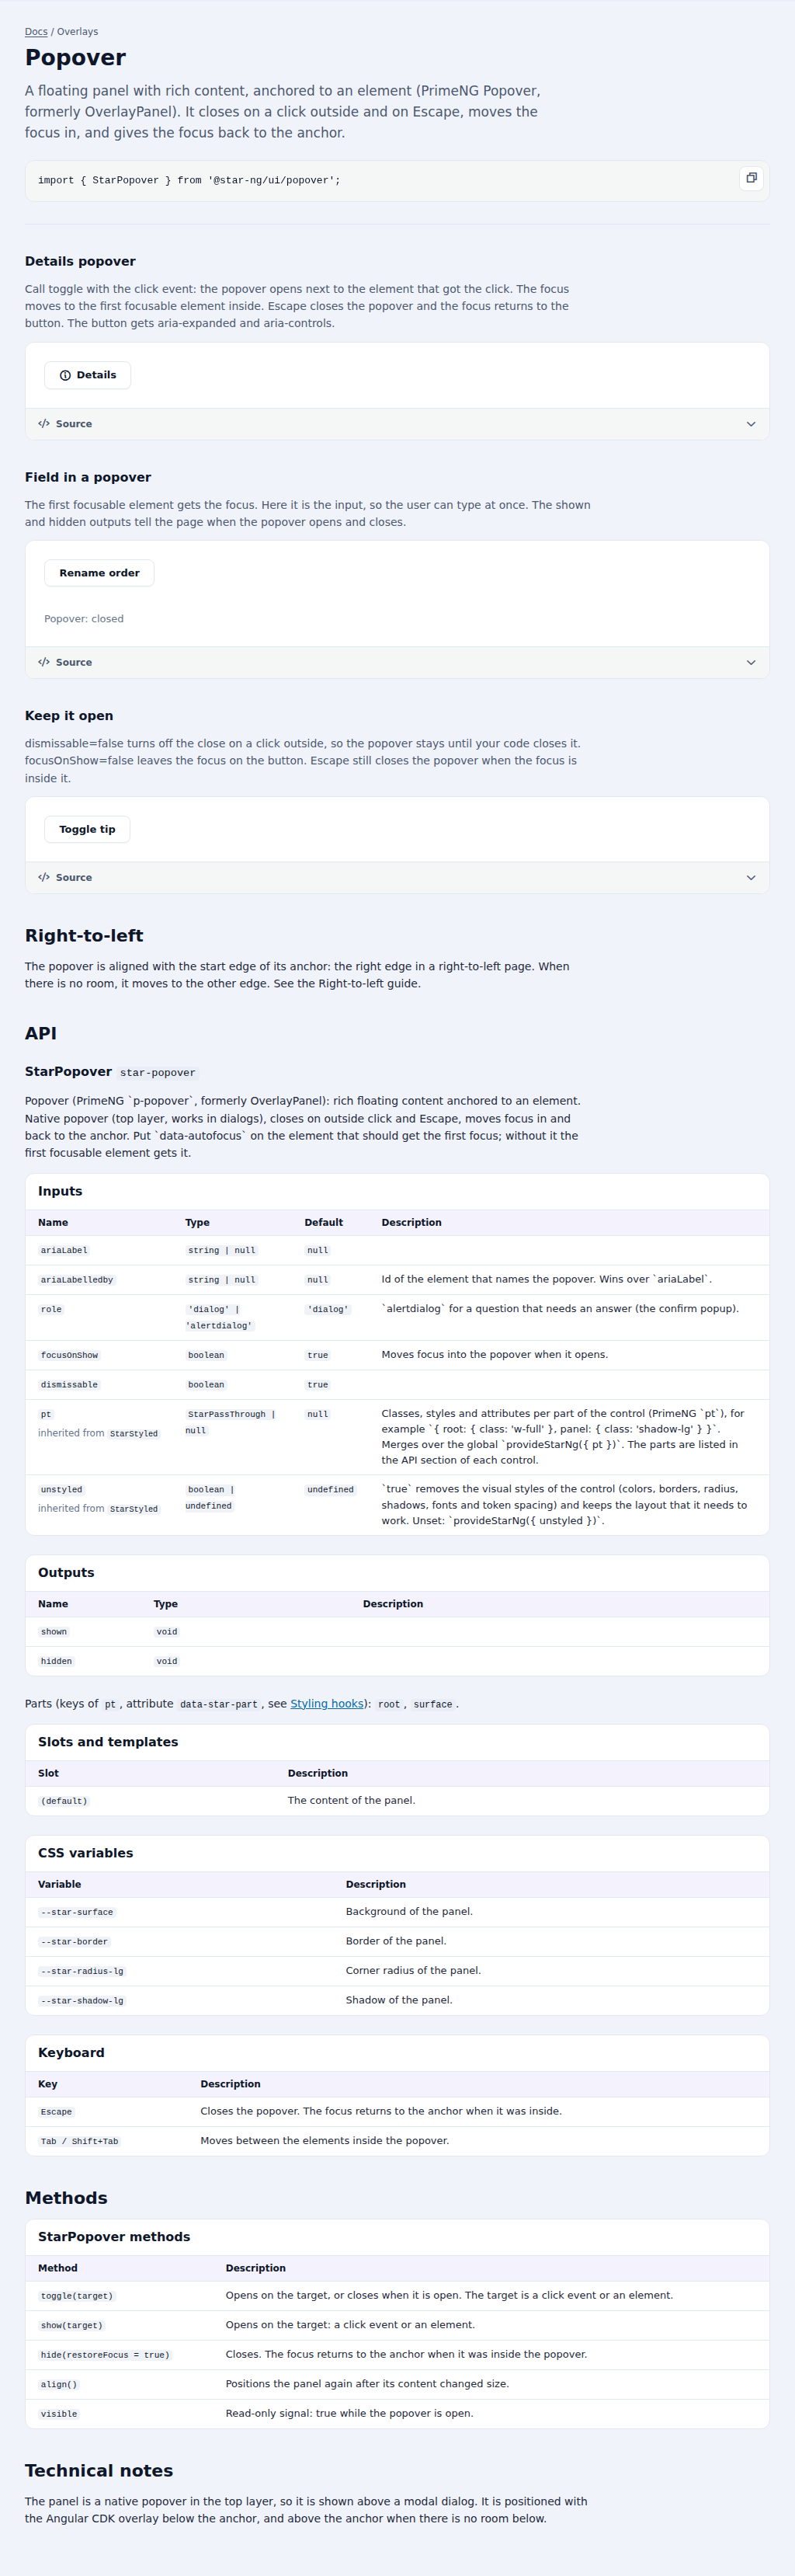 Docs / Overlays
Popover
A floating panel with rich content, anchored to an element (PrimeNG Popover,
formerly OverlayPanel). It closes on a click outside and on Escape, moves the
focus in, and gives the focus back to the anchor.
import { StarPopover } from '@star-ng/ui/popover';
Details popover
Call toggle with the click event: the popover opens next to the element that got the click. The focus
moves to the first focusable element inside. Escape closes the popover and the focus returns to the
button. The button gets aria-expanded and aria-controls.
Details
Source
Field in a popover
The first focusable element gets the focus. Here it is the input, so the user can type at once. The shown
and hidden outputs tell the page when the popover opens and closes.
Rename order
Popover: closed
Source
Keep it open
dismissable=false turns off the close on a click outside, so the popover stays until your code closes it.
focusOnShow=false leaves the focus on the button. Escape still closes the popover when the focus is
inside it.
Toggle tip
Source
Right-to-left
The popover is aligned with the start edge of its anchor: the right edge in a right-to-left page. When
there is no room, it moves to the other edge. See the Right-to-left guide.
API
StarPopover star-popover
Popover (PrimeNG `p-popover`, formerly OverlayPanel): rich floating content anchored to an element.
Native popover (top layer, works in dialogs), closes on outside click and Escape, moves focus in and
back to the anchor. Put `data-autofocus` on the element that should get the first focus; without it the
first focusable element gets it.
Inputs
Name Type Default Description
ariaLabel string | null null
ariaLabelledby string | null null Id of the element that names the popover. Wins over `ariaLabel`.
role 'dialog' | 'dialog' `alertdialog` for a question that needs an answer (the confirm popup).
'alertdialog'
focusOnShow boolean true Moves focus into the popover when it opens.
dismissable boolean true
pt StarPassThrough | null Classes, styles and attributes per part of the control (PrimeNG `pt`), for
inherited from StarStyled null example `{ root: { class: 'w-full' }, panel: { class: 'shadow-lg' } }`.
Merges over the global `provideStarNg({ pt })`. The parts are listed in
the API section of each control.
unstyled boolean | undefined `true` removes the visual styles of the control (colors, borders, radius,
inherited from StarStyled undefined shadows, fonts and token spacing) and keeps the layout that it needs to
work. Unset: `provideStarNg({ unstyled })`.
Outputs
Name Type Description
shown void
hidden void
Parts (keys of pt, attribute data-star-part, see Styling hooks): root, surface.
Slots and templates
Slot Description
(default) The content of the panel.
CSS variables
Variable Description
--star-surface Background of the panel.
--star-border Border of the panel.
--star-radius-lg Corner radius of the panel.
--star-shadow-lg Shadow of the panel.
Keyboard
Key Description
Escape Closes the popover. The focus returns to the anchor when it was inside.
Tab / Shift+Tab Moves between the elements inside the popover.
Methods
StarPopover methods
Method Description
toggle(target) Opens on the target, or closes when it is open. The target is a click event or an element.
show(target) Opens on the target: a click event or an element.
hide(restoreFocus = true) Closes. The focus returns to the anchor when it was inside the popover.
align() Positions the panel again after its content changed size.
visible Read-only signal: true while the popover is open.
Technical notes
The panel is a native popover in the top layer, so it is shown above a modal dialog. It is positioned with
the Angular CDK overlay below the anchor, and above the anchor when there is no room below.